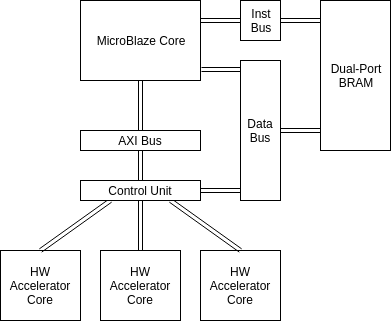 MicroBlaze Core
Inst
Bus
Dual-Port
BRAM
Data
Bus
AXI Bus
Control Unit
HW
Accelerator
Core
HW
Accelerator
Core
HW
Accelerator
Core